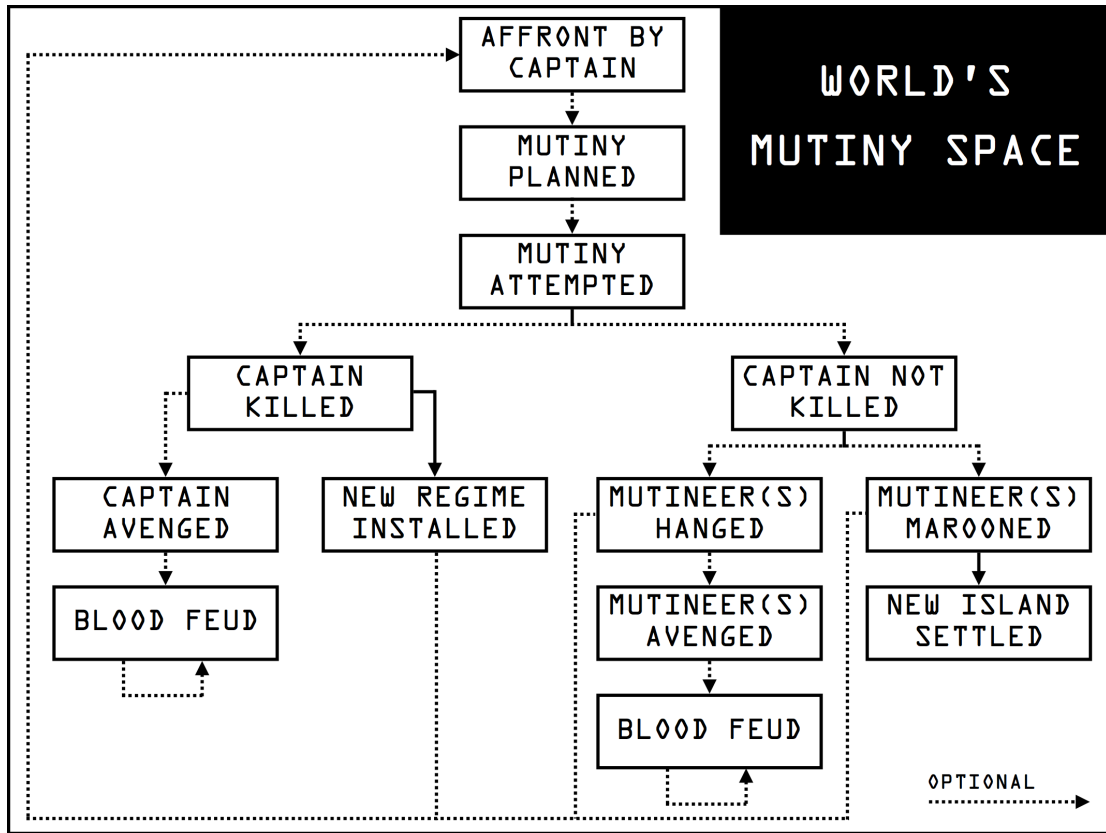 AFFRONT BY
CAPTAIN
WORLD'S
MUTINY SPACE
MUTINY
PLANNED
MUTINY
ATTEMPTED
CAPTAIN
KILLED
CAPTAIN NOT
KILLED
CAPTAIN
AVENGED
NEW REGIME
INSTALLED
MUTINEER(S)
HANGED
MUTINEER(S)
MAROONED
BLOOD FEUD
MUTINEER(S)
AVENGED
NEW ISLAND
SETTLED
BLOOD FEUD
OPTIONAL